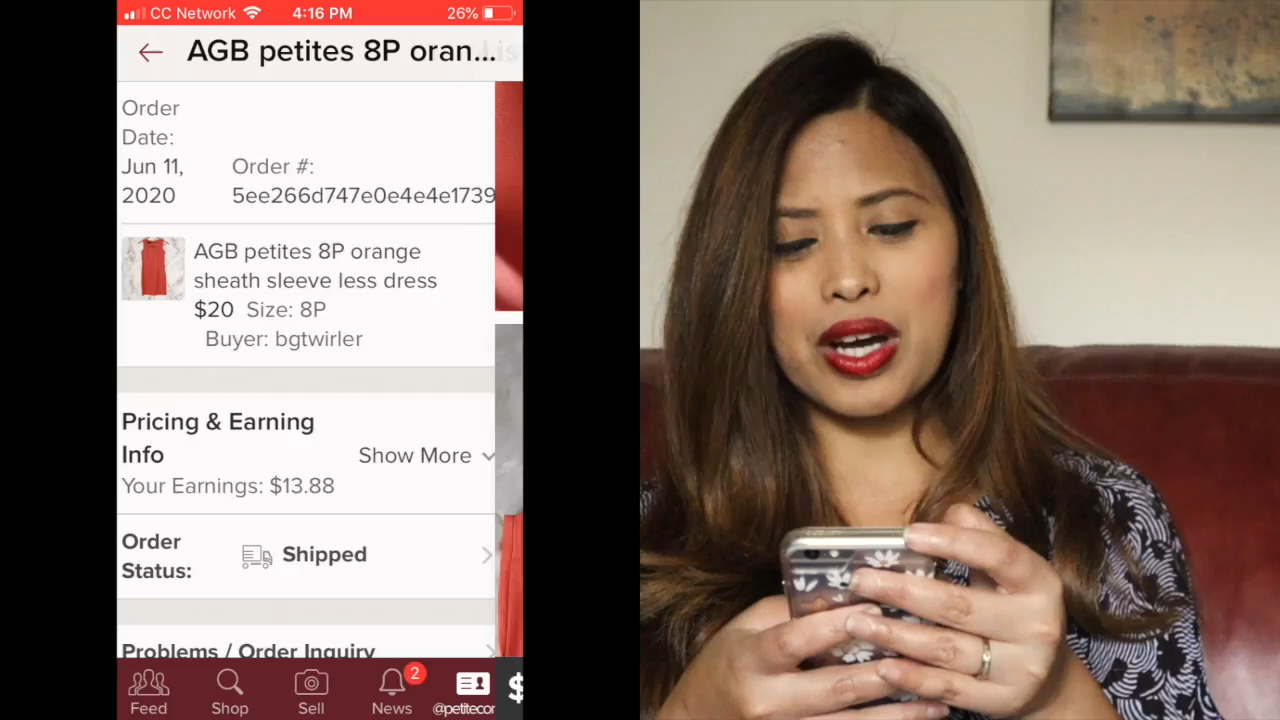 CC Network 4:16 PM 26%
AGB petites 8P oran...
Order
Date:
Jun 11, Order #:
2020 5ee266d747e0e4e4e1739
AGB petites 8P orange
sheath sleeve less dress
$20 Size: 8P
Buyer: bgtwirler
Pricing & Earning
Info Show More
Your Earnings: $13.88
Order
Status: Shipped
Problems / Order Inquiry
2
Feed Shop Sell News @petitecor
$